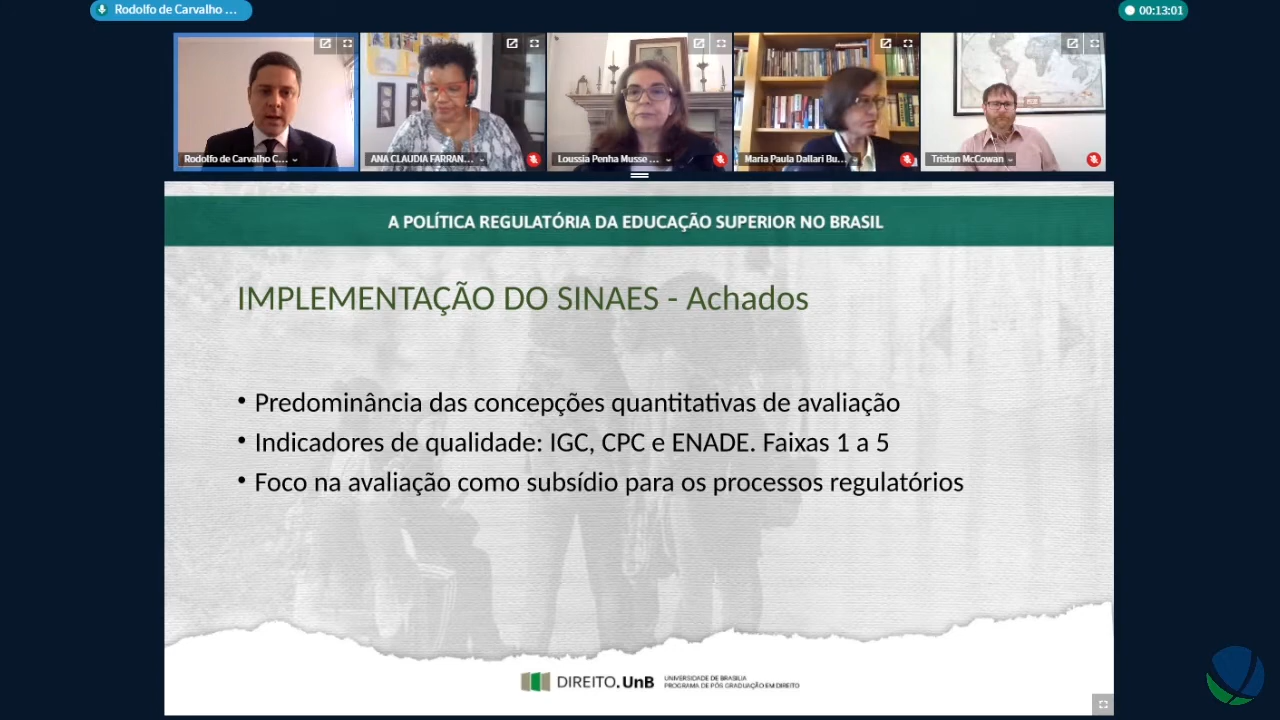 Rodolfo de Carvalho ...
00:13:01
Rodolfo de Carvalho C...
ANA CLAUDIA FARRAN...
Loussia Penha Musse ...
Maria Paula Dallari Bu...
Tristan McCowan
A POLÍTICA REGULATÓRIA DA EDUCAÇÃO SUPERIOR NO BRASIL
IMPLEMENTAÇÃO DO SINAES - Achados
• Predominância das concepções quantitativas de avaliação
• Indicadores de qualidade: IGC, CPC e ENADE. Faixas 1 a 5
• Foco na avaliação como subsídio para os processos regulatórios
DIREITO.UnB
UNIVERSIDADE DE BRASÍLIA
PROGRAMA DE PÓS GRADUAÇÃO EM DIREITO